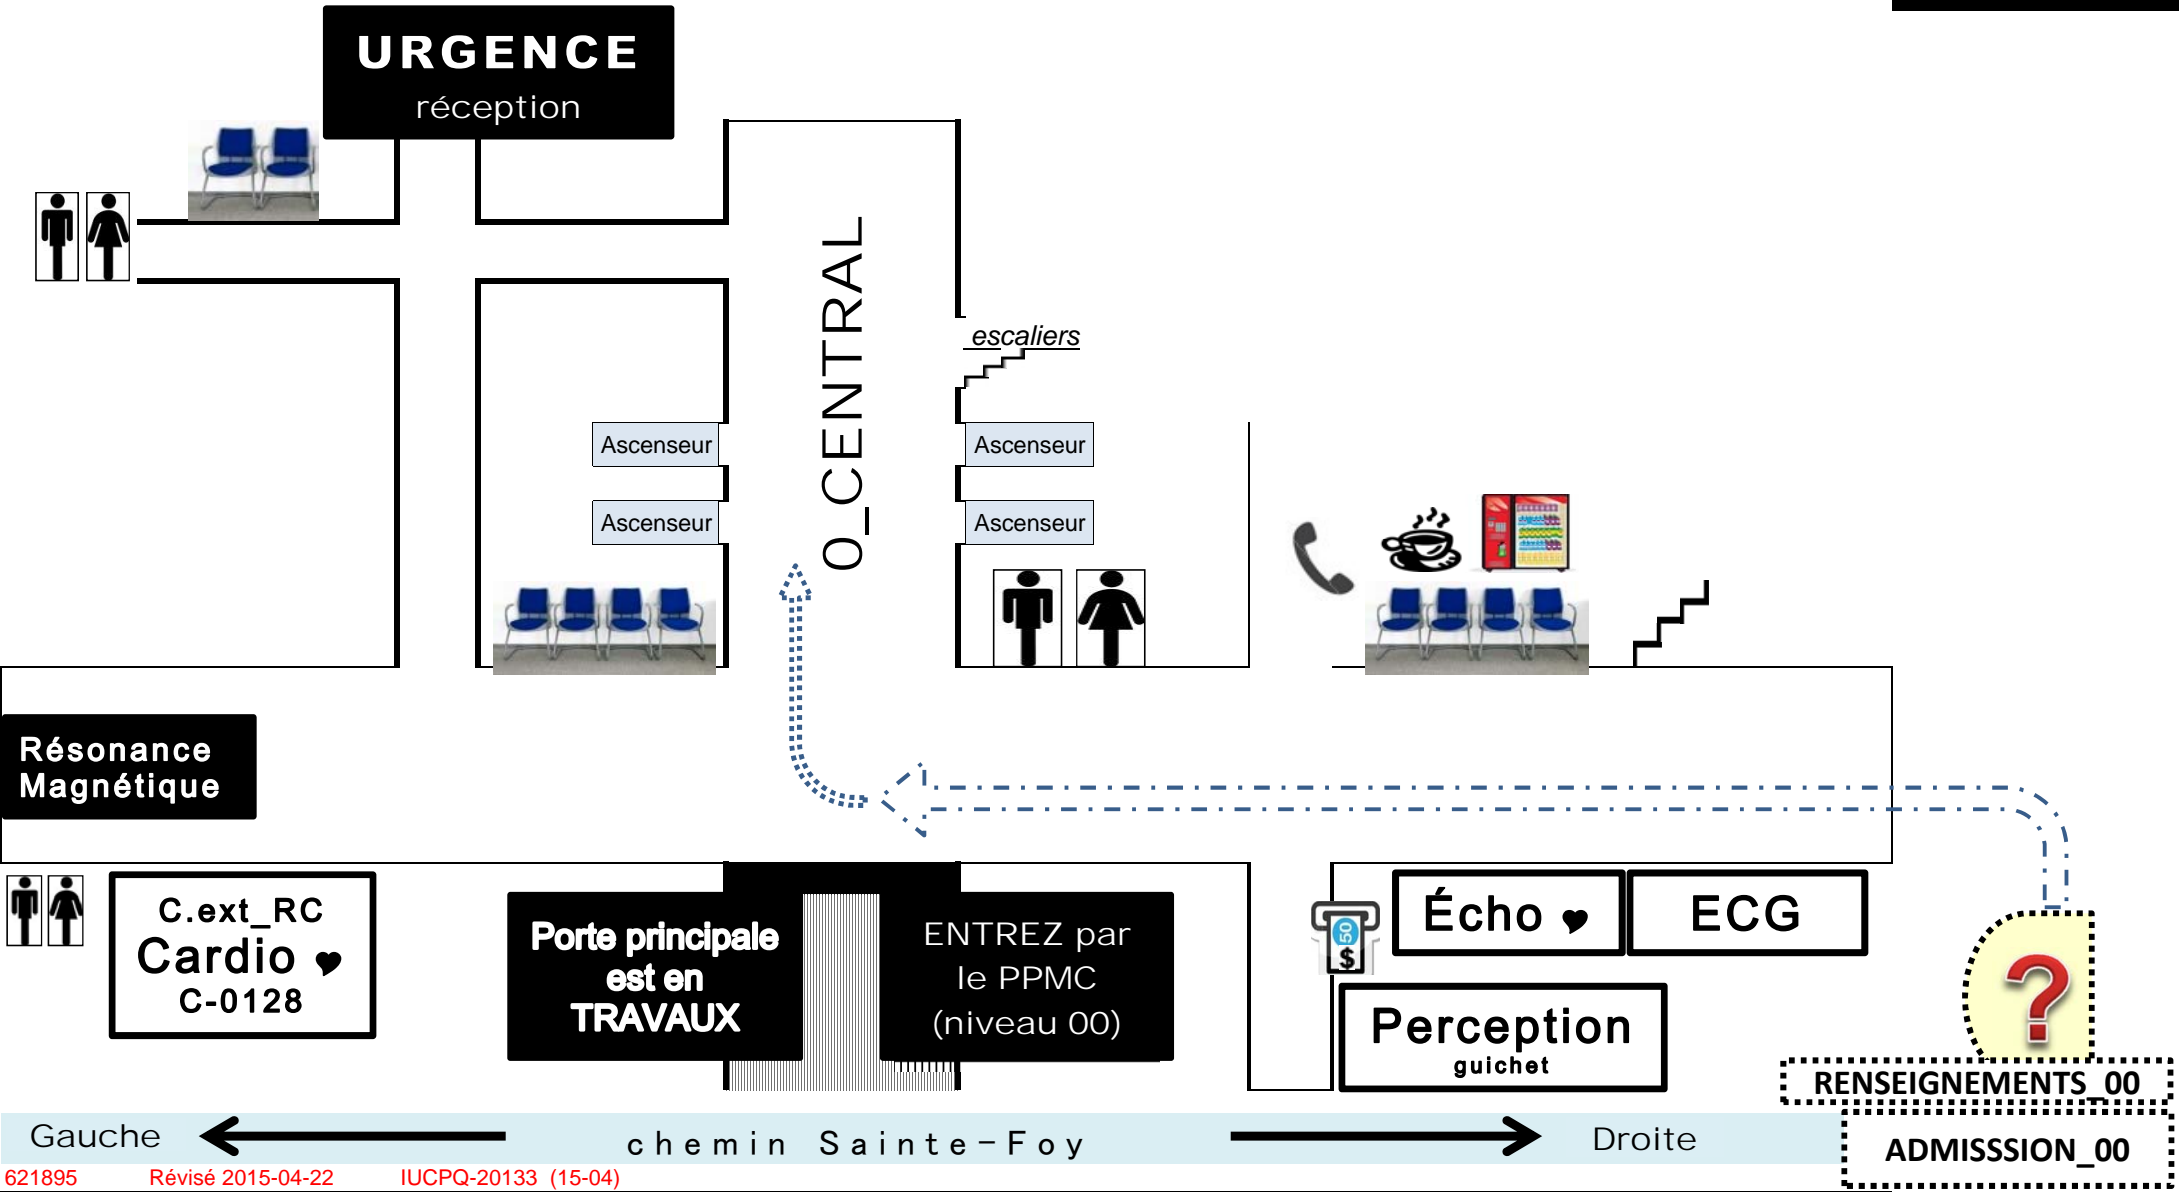 URGENCE
réception
O_CENTRAL
escaliers
Ascenseur
Ascenseur
Ascenseur
Ascenseur
Résonance
Magnétique
C.ext_RC
Cardio
C-0128
Porte principale
est en
TRAVAUX
ENTREZ par
le PPMC
(niveau 00)
50
$
Écho
ECG
Perception
guichet
?
RENSEIGNEMENTS_00
ADMISSSION_00
Gauche
chemin Sainte-Foy
Droite
621895 Révisé 2015-04-22 IUCPQ-20133 (15-04)